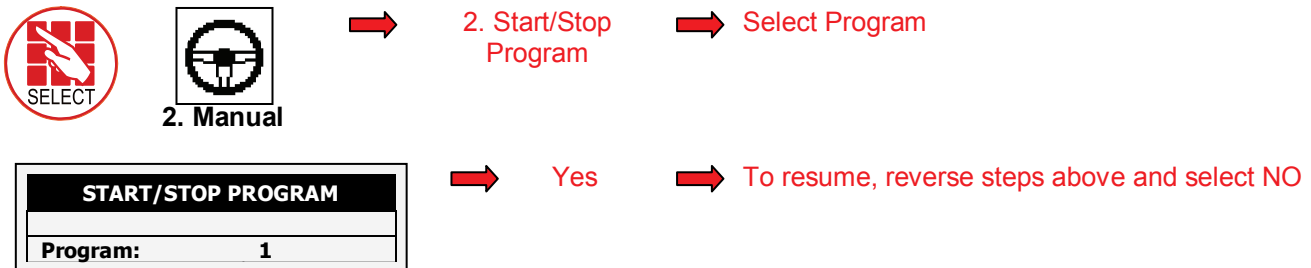 2. Start/Stop
Program
Select Program
SELECT
2. Manual
START/STOP PROGRAM
Yes
To resume, reverse steps above and select NO
Program: 1